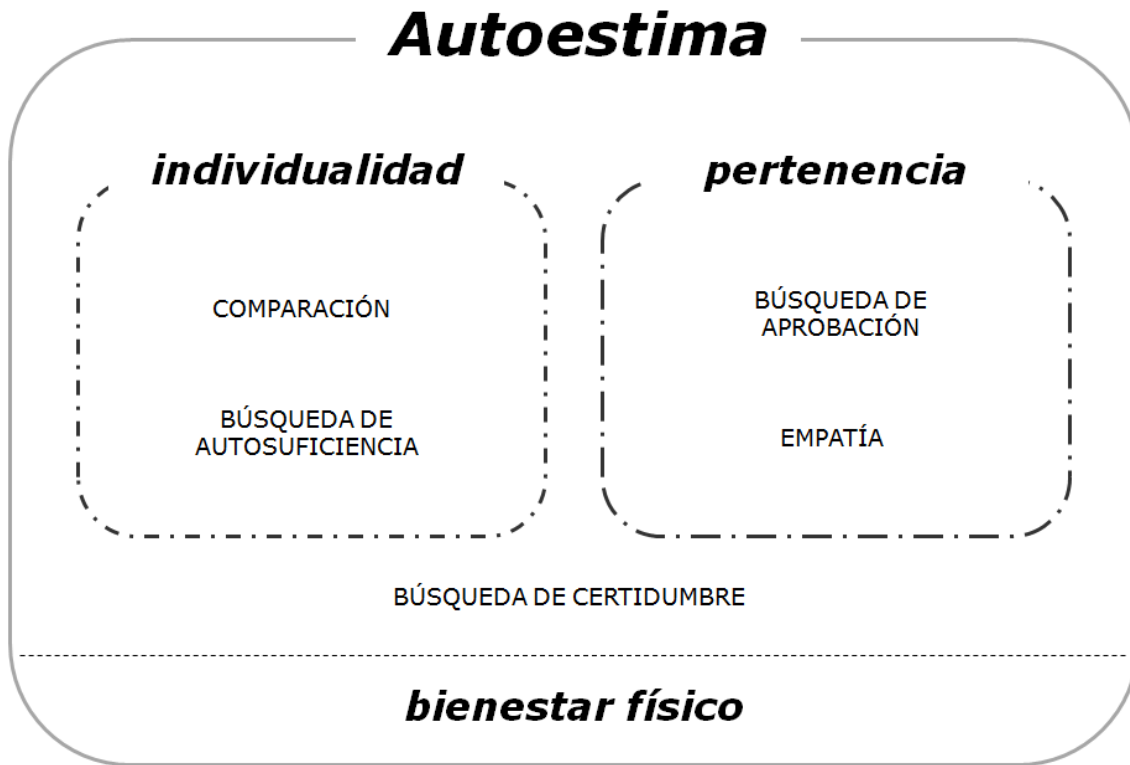 Autoestima
individualidad
COMPARACIÓN
BÚSQUEDA DE
AUTOSUFICIENCIA
pertenencia
BÚSQUEDA DE
APROBACIÓN
EMPATÍA
BÚSQUEDA DE CERTIDUMBRE
bienestar físico